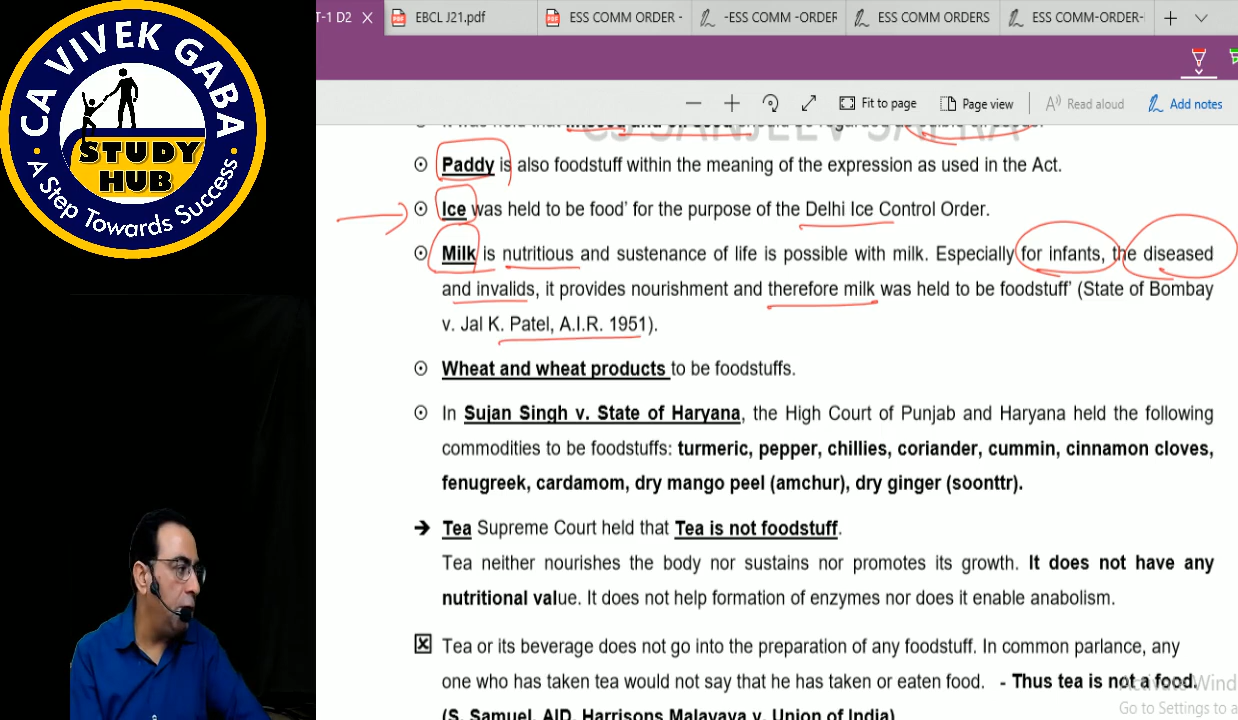 CA VIVEK GABA
STUDY
HUB
• A Step Towards Success •
T-1 D2
EBCL J21.pdf
ESS COMM ORDER -
-ESS COMM -ORDER
ESS COMM ORDERS
ESS COMM-ORDER-
Fit to page
Page view
Read aloud
Add notes
Paddy is also foodstuff within the meaning of the expression as used in the Act.
Ice was held to be food' for the purpose of the Delhi Ice Control Order.
Milk is nutritious and sustenance of life is possible with milk. Especially for infants, the diseased
and invalids, it provides nourishment and therefore milk was held to be foodstuff' (State of Bombay
v. Jal K. Patel, A.I.R. 1951).
Wheat and wheat products to be foodstuffs.
In Sujan Singh v. State of Haryana, the High Court of Punjab and Haryana held the following
commodities to be foodstuffs: turmeric, pepper, chillies, coriander, cummin, cinnamon cloves,
fenugreek, cardamom, dry mango peel (amchur), dry ginger (soonttr).
➔ Tea Supreme Court held that Tea is not foodstuff.
Tea neither nourishes the body nor sustains nor promotes its growth. It does not have any
nutritional value. It does not help formation of enzymes nor does it enable anabolism.
Tea or its beverage does not go into the preparation of any foodstuff. In common parlance, any
one who has taken tea would not say that he has taken or eaten food. - Thus tea is not a food.
(S. Samuel, AID, Harrisons Malayaya v. Union of India)
Activate Wind
Go to Settings to a